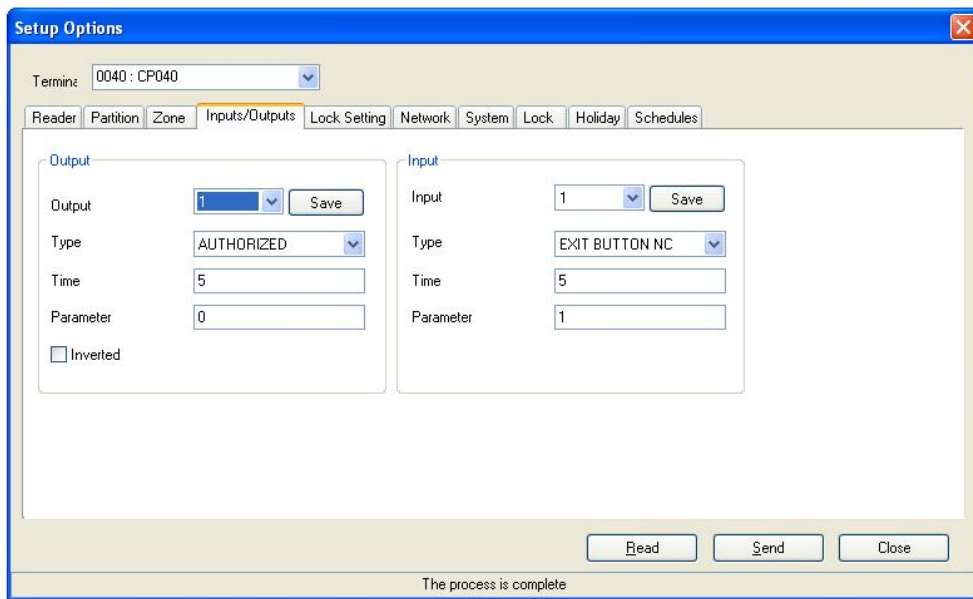 Setup Options
Termina 0040 : CP040
Reader Partition Zone Inputs/Outputs Lock Setting Network System Lock Holiday Schedules
Output
Output 1 Save
Type AUTHORIZED
Time 5
Parameter 0
Inverted
Input
Input 1 Save
Type EXIT BUTTON NC
Time 5
Parameter 1
Read Send Close
The process is complete